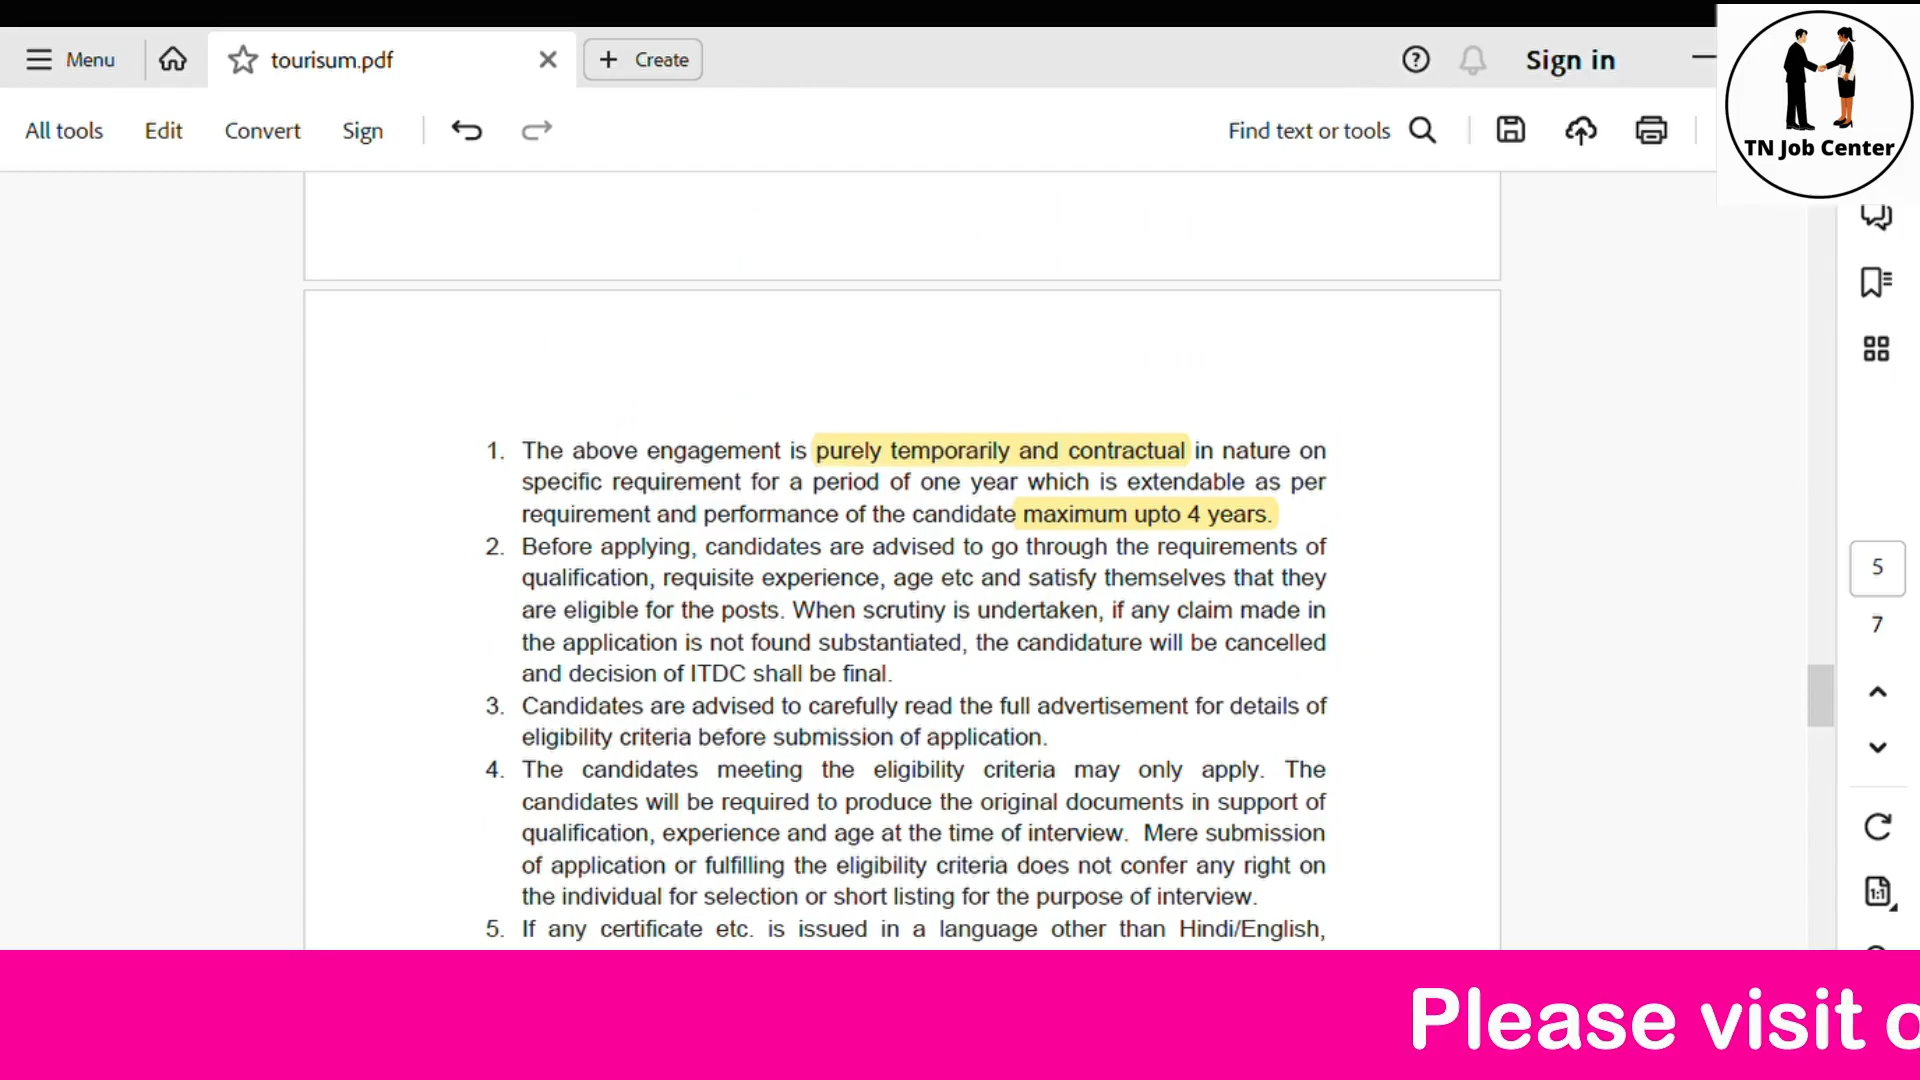 Menu
tourisum.pdf
Create
Sign in
All tools
Edit
Convert
Sign
Find text or tools
TN Job Center
1. The above engagement is purely temporarily and contractual in nature on
specific requirement for a period of one year which is extendable as per
requirement and performance of the candidate maximum upto 4 years.
2. Before applying, candidates are advised to go through the requirements of
qualification, requisite experience, age etc and satisfy themselves that they
are eligible for the posts. When scrutiny is undertaken, if any claim made in
the application is not found substantiated, the candidature will be cancelled
and decision of ITDC shall be final.
3. Candidates are advised to carefully read the full advertisement for details of
eligibility criteria before submission of application.
4. The candidates meeting the eligibility criteria may only apply. The
candidates will be required to produce the original documents in support of
qualification, experience and age at the time of interview. Mere submission
of application or fulfilling the eligibility criteria does not confer any right on
the individual for selection or short listing for the purpose of interview.
5. If any certificate etc. is issued in a language other than Hindi/English,
5
7
1:1
Please visit